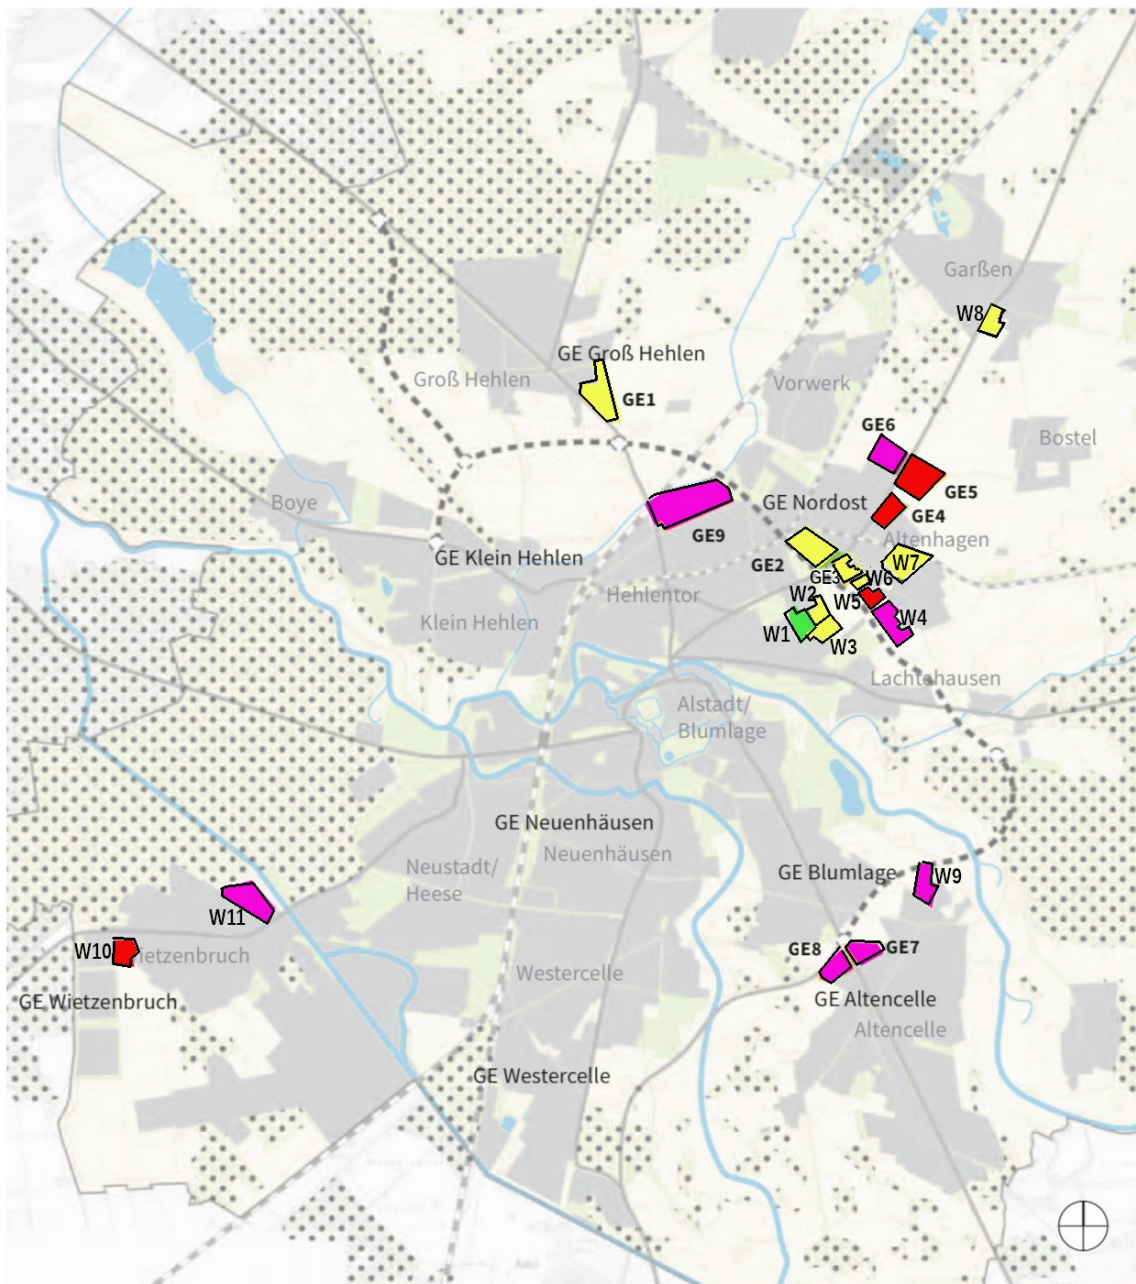 Garßen
W8
GE Groß Hehlen
Groß Hehlen
Vorwerk
GE1
GE6
Bostel
GE5
Boye
GE Nordost
GE4
GE9
Altenhagen
GE Klein Hehlen
GE2
W7
GE3
W6
Hehlentor
W2
W5
W4
Klein Hehlen
W1
W3
Lachtehausen
Alstadt/
Blumlage
GE Neuenhäusen
Neuenhäusen
Neustadt/
Heese
GE Blumlage
W9
W11
W10
ietzenbruch
GE8
GE7
Westercelle
GE Wietzenbruch
GE Altencelle
Altencelle
GE Westercelle